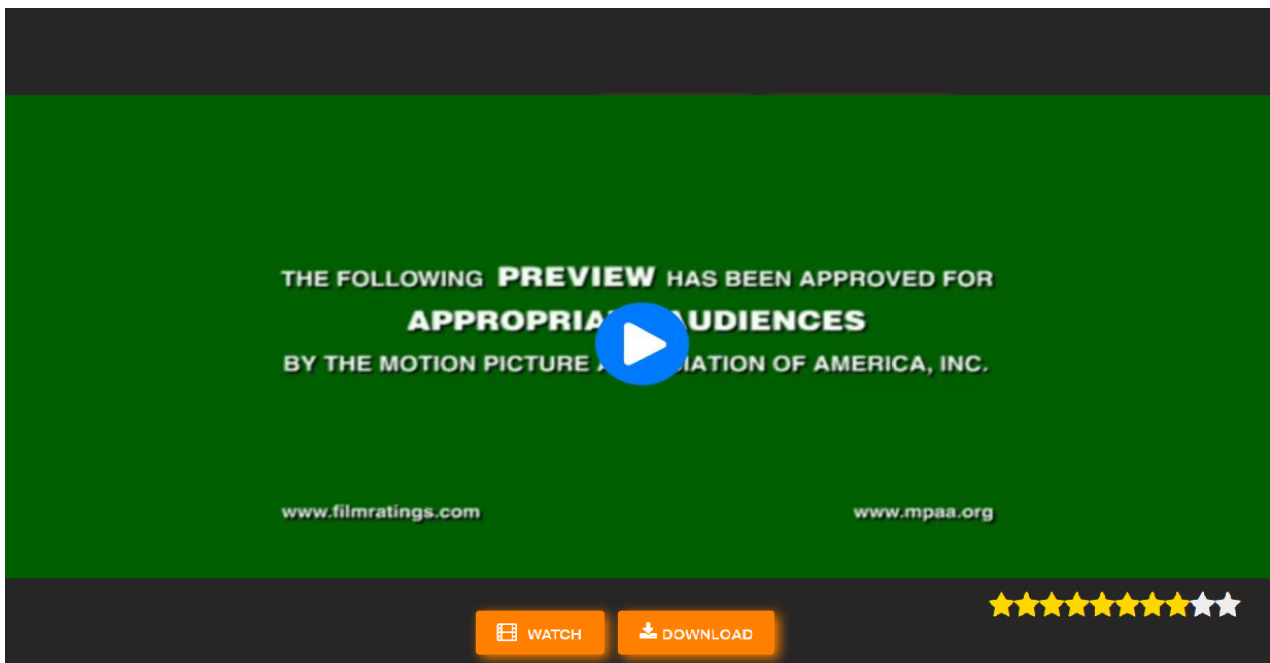 THE FOLLOWING PREVIEW HAS BEEN APPROVED FOR
AUDIENCES
BY THE MOTION PICTURE OF AMERICA, INC.
www.filmratings.com www.mpaa.org
WATCH DOWNLOAD